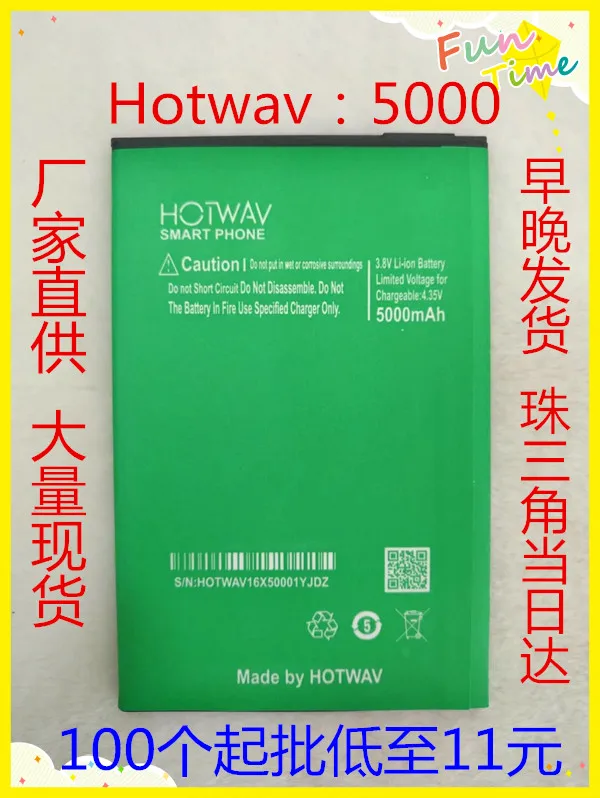 Fun
Time
Hotwav：5000
厂家直供 大量现货
早晚发货 珠三角当日达
HOTWAV
SMART PHONE
Caution Do not put in wet or corrosive surroundings
Do not Short Circuit Do Not Disassemble. Do Not
The Battery In Fire Use Specified Charger Only.
3.8V Li-ion Battery
Limited Voltage for
Chargeable:4.35V
5000mAh
S/N:HOTWAV16X50001YJDZ
5
Made by HOTWAV
100个起批低至11元